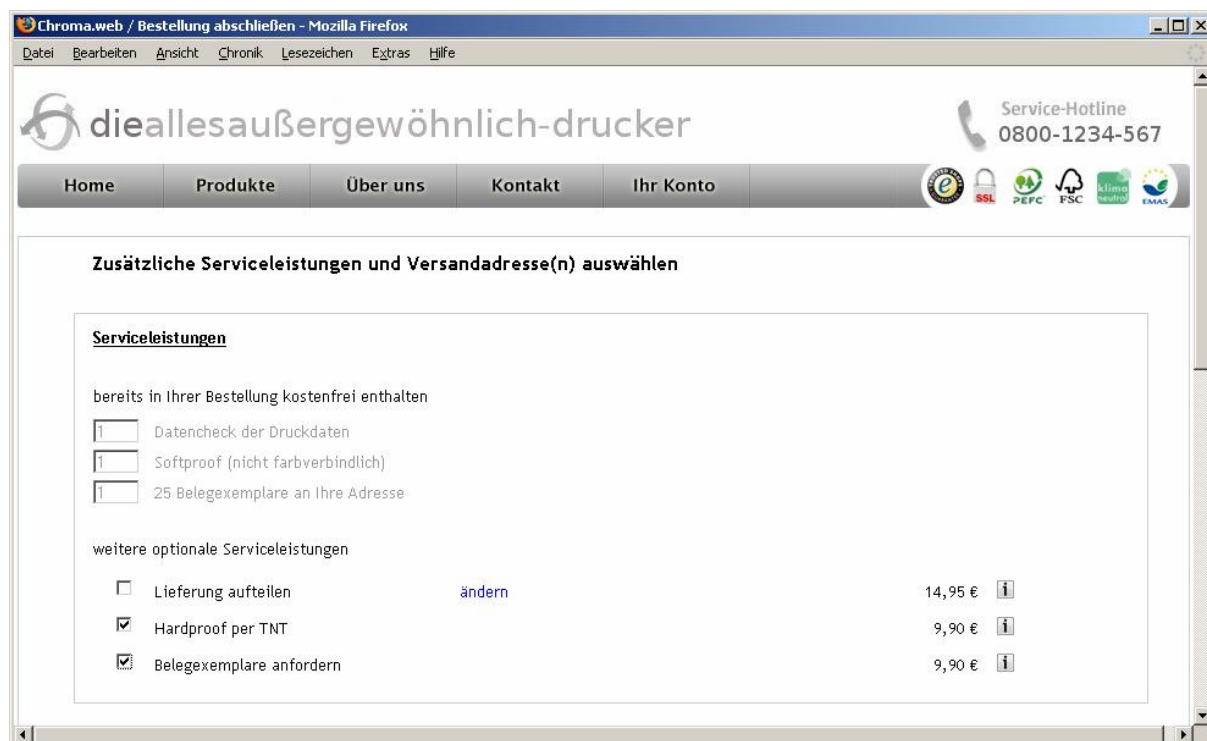 Chroma.web / Bestellung abschließen - Mozilla Firefox
Datei Bearbeiten Ansicht Chronik Lesezeichen Extras Hilfe
dieallesaußergewöhnlich-drucker
Service-Hotline
0800-1234-567
Home Produkte Über uns Kontakt Ihr Konto
e SSL PEFC FSC klima neutral EMAS
Zusätzliche Serviceleistungen und Versandadresse(n) auswählen
Serviceleistungen
bereits in Ihrer Bestellung kostenfrei enthalten
1 Datencheck der Druckdaten
1 Softproof (nicht farbverbindlich)
1 25 Belegexemplare an Ihre Adresse
weitere optionale Serviceleistungen
Lieferung aufteilen ändern 14,95 € i
Hardproof per TNT 9,90 € i
Belegexemplare anfordern 9,90 € i